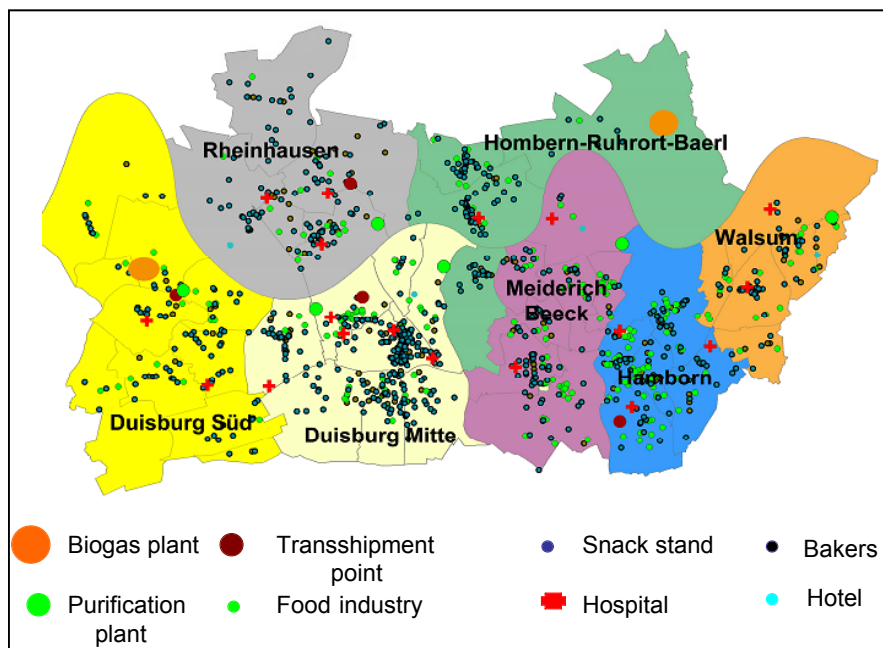 Hombern-Ruhrort-Baerl
Rheinhausen
Walsum
Meiderich
Beeck
Hamborn
Duisburg Süd
Duisburg Mitte
Biogas plant
Transshipment
point
Snack stand
Bakers
Purification
plant
Food industry
Hospital
Hotel